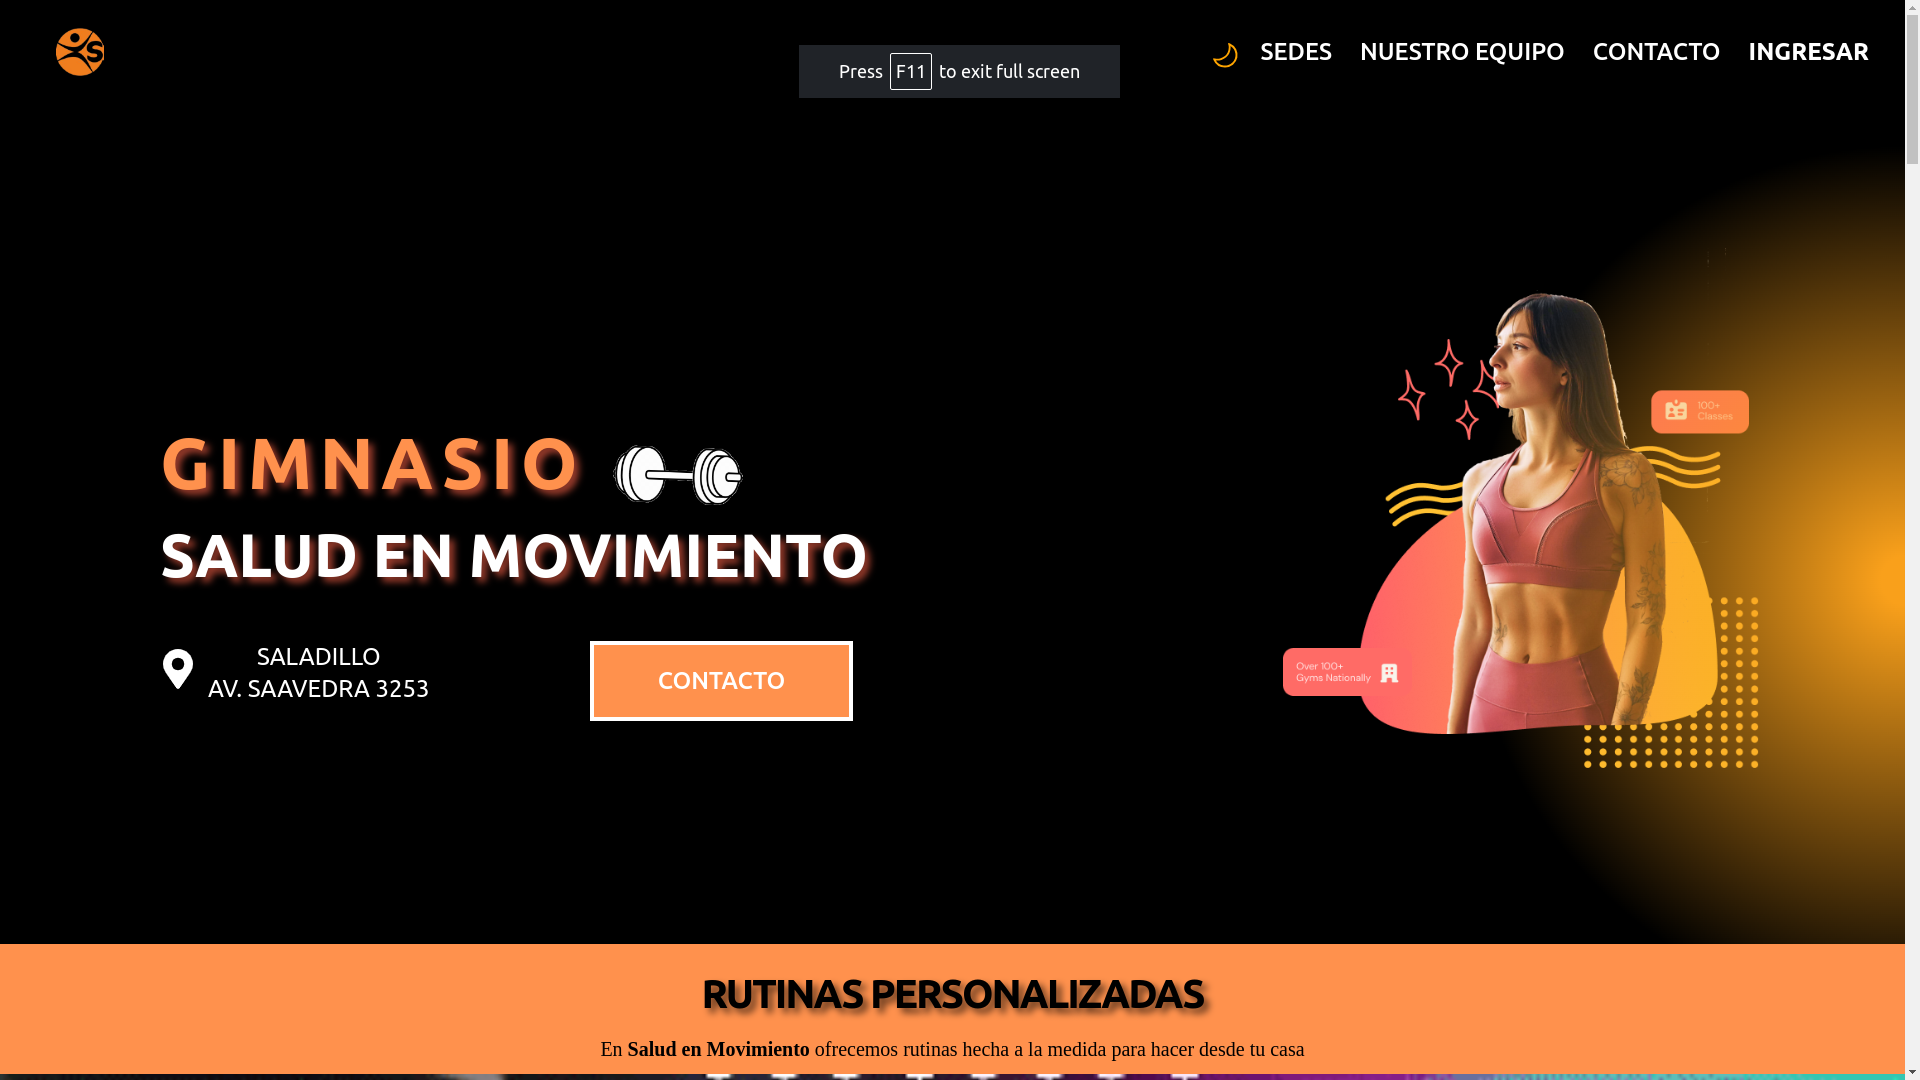 Press F11 to exit full screen
SEDES NUESTRO EQUIPO CONTACTO INGRESAR
100+
Classes
GIMNASIO
SALUD EN MOVIMIENTO
SALADILLO
AV. SAAVEDRA 3253
CONTACTO
Over 100+
Gyms Nationally
RUTINAS PERSONALIZADAS
En Salud en Movimiento ofrecemos rutinas hecha a la medida para hacer desde tu casa